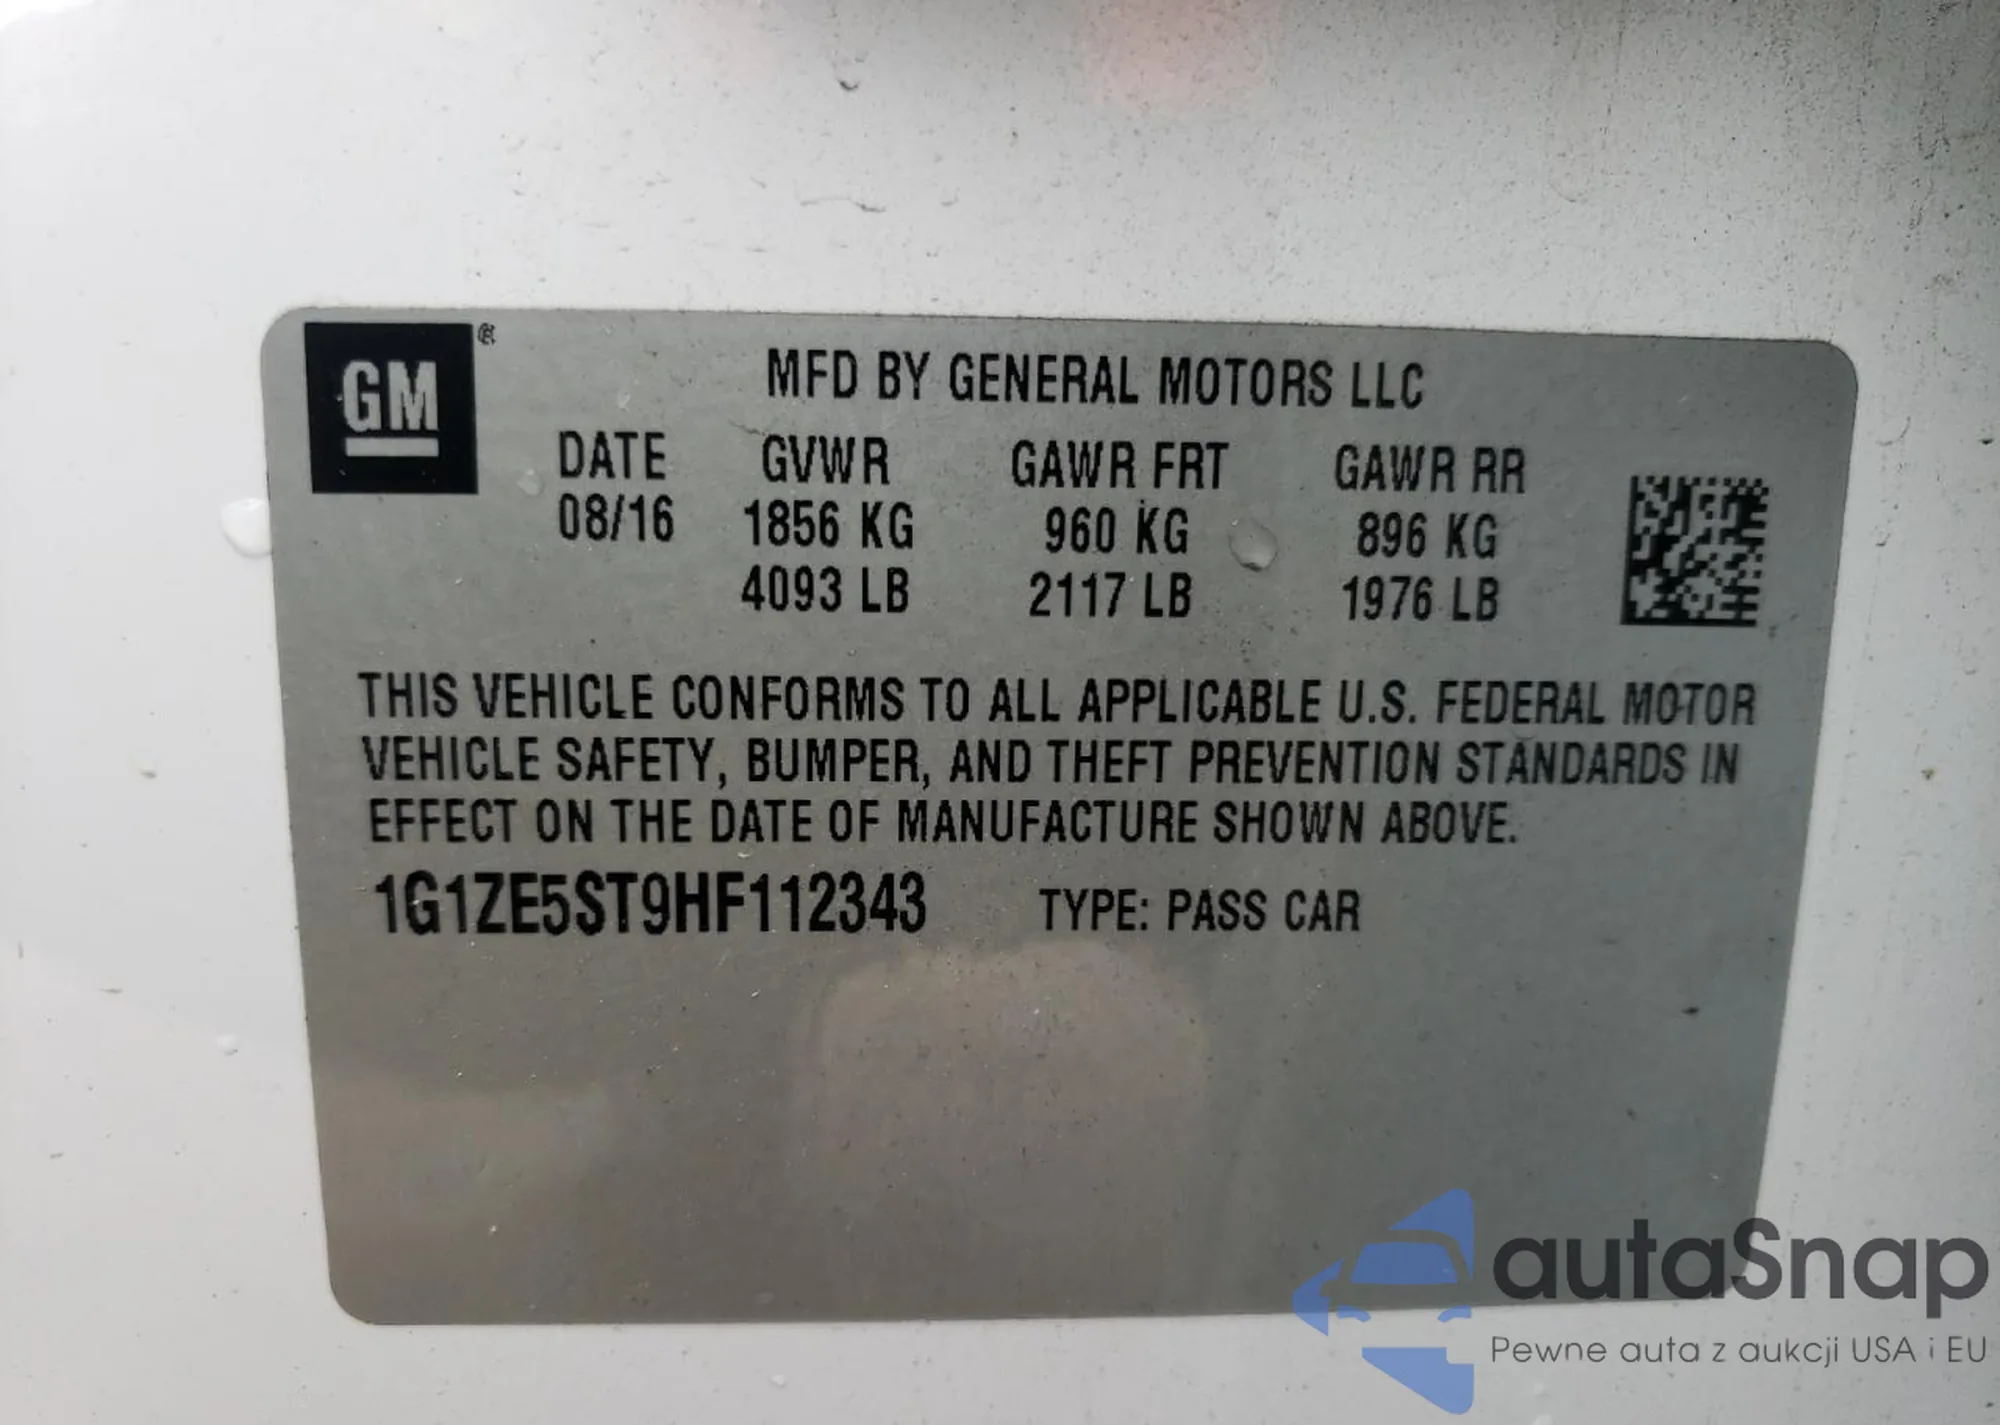 GM
MFD BY GENERAL MOTORS LLC
DATE GVWR GAWR FRT GAWR RR
08/16 1856 KG 960 KG 896 KG
4093 LB 2117 LB 1976 LB
THIS VEHICLE CONFORMS TO ALL APPLICABLE U.S. FEDERAL MOTOR
VEHICLE SAFETY, BUMPER, AND THEFT PREVENTION STANDARDS IN
EFFECT ON THE DATE OF MANUFACTURE SHOWN ABOVE.
1G1ZE5ST9HF112343 TYPE: PASS CAR
autaSnap
Pewne auta z aukcji USA i EU